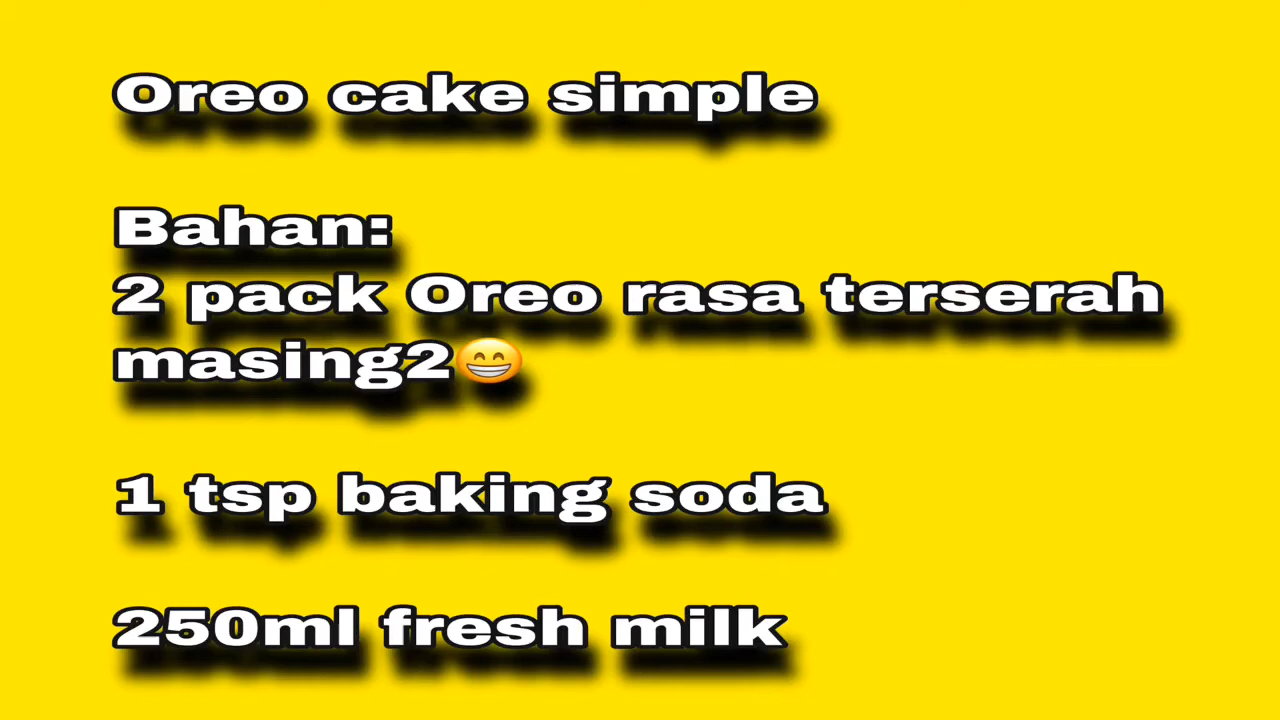 Oreo cake simple
Bahan:
2 pack Oreo rasa terserah
masing2😁
1 tsp baking soda
250ml fresh milk